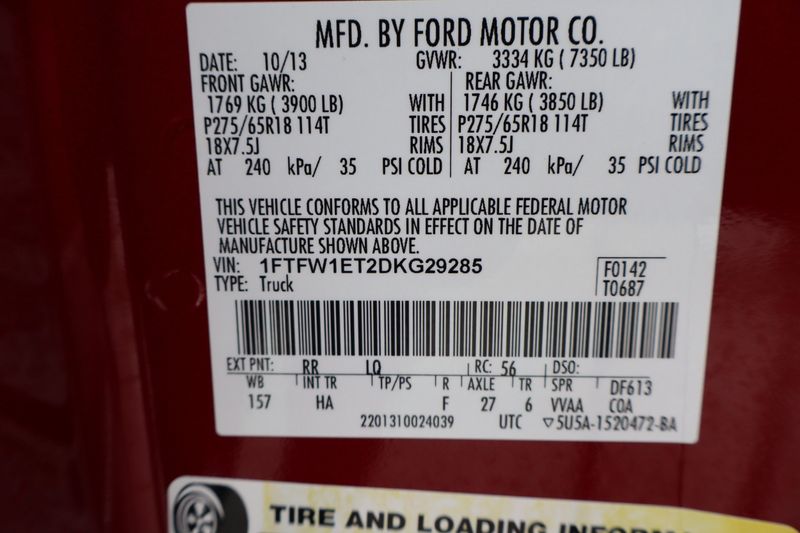 MFD. BY FORD MOTOR CO.
DATE: 10/13 GVWR: 3334 KG ( 7350 LB)
FRONT GAWR: REAR GAWR:
1769 KG ( 3900 LB) WITH 1746 KG ( 3850 LB) WITH
P275/65R18 114T TIRES P275/65R18 114T TIRES
18X7.5J RIMS 18X7.5J RIMS
AT 240 kPa/ 35 PSI COLD AT 240 kPa/ 35 PSI COLD
THIS VEHICLE CONFORMS TO ALL APPLICABLE FEDERAL MOTOR
VEHICLE SAFETY STANDARDS IN EFFECT ON THE DATE OF
MANUFACTURE SHOWN ABOVE.
VIN: 1FTFW1ET2DKG29285 F0142
TYPE: Truck T0687
EXT PNT: RR LQ RC: 56 DSO:
WB INT TR TP/PS R AXLE TR SPR DF613
157 HA F 27 6 VVAA COA
2201310024039 UTC ▽5U5A-1520472-BA
TIRE AND LOADING